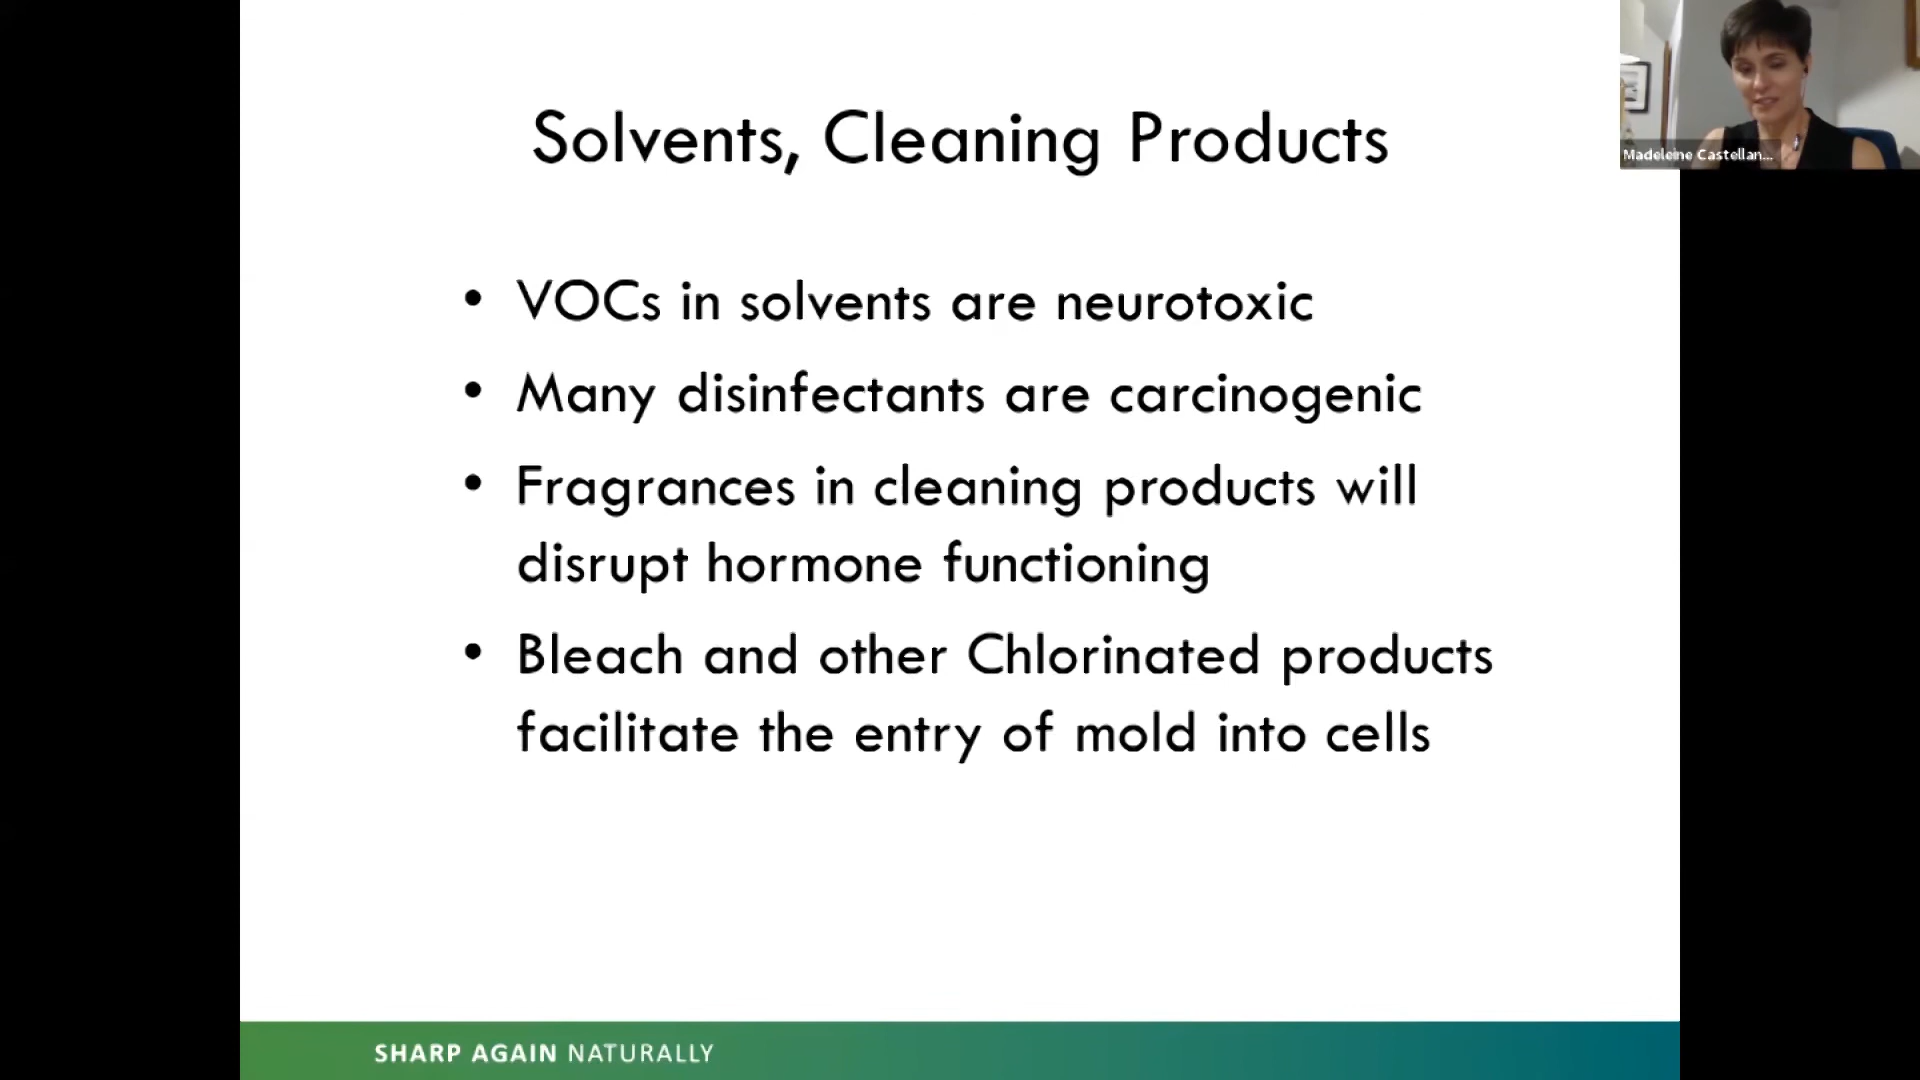 Solvents, Cleaning Products
Madeleine Castellan...
• VOCs in solvents are neurotoxic
• Many disinfectants are carcinogenic
• Fragrances in cleaning products will
disrupt hormone functioning
• Bleach and other Chlorinated products
facilitate the entry of mold into cells
SHARP AGAIN NATURALLY